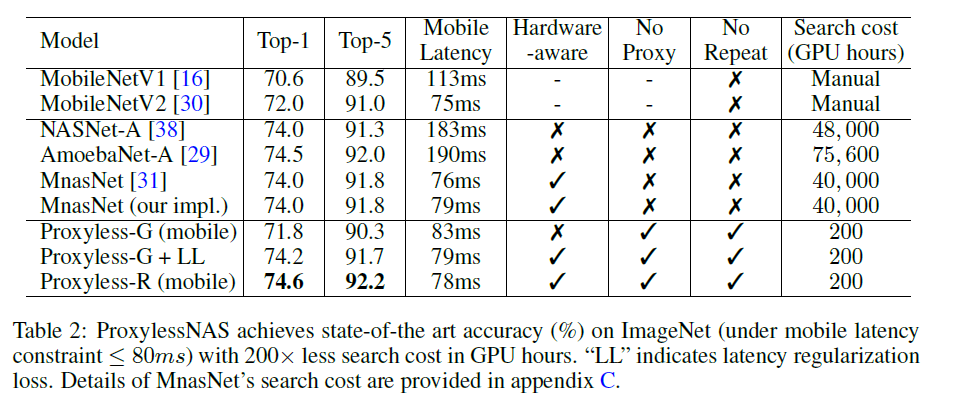 Model Top-1 Top-5 Mobile Latency Hardware -aware No Proxy No Repeat Search cost (GPU hours)
MobileNetV1 [16] 70.6 89.5 113ms - - ✗ Manual
MobileNetV2 [30] 72.0 91.0 75ms - - ✗ Manual
NASNet-A [38] 74.0 91.3 183ms ✗ ✗ ✗ 48, 000
AmoebaNet-A [29] 74.5 92.0 190ms ✗ ✗ ✗ 75, 600
MnasNet [31] 74.0 91.8 76ms ✓ ✗ ✗ 40, 000
MnasNet (our impl.) 74.0 91.8 79ms ✓ ✗ ✗ 40, 000
Proxyless-G (mobile) 71.8 90.3 83ms ✗ ✓ ✓ 200
Proxyless-G + LL 74.2 91.7 79ms ✓ ✓ ✓ 200
Proxyless-R (mobile) 74.6 92.2 78ms ✓ ✓ ✓ 200
Table 2: ProxylessNAS achieves state-of-the art accuracy (%) on ImageNet (under mobile latency
constraint ≤ 80ms) with 200× less search cost in GPU hours. “LL” indicates latency regularization
loss. Details of MnasNet’s search cost are provided in appendix C.